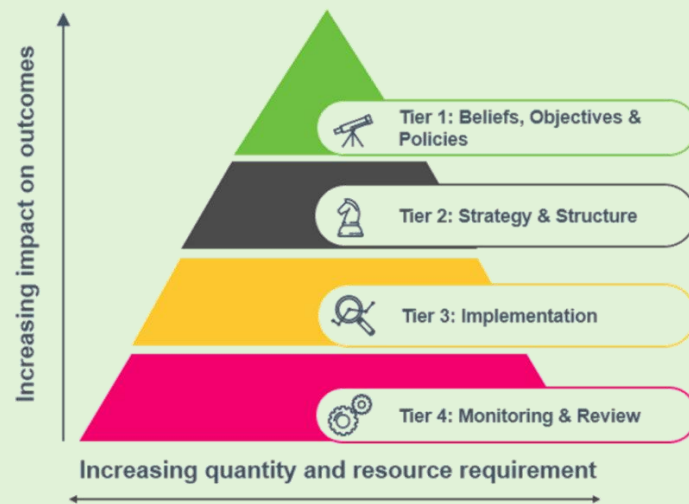 Increasing impact on outcomes
Tier 1: Beliefs, Objectives &
Policies
Tier 2: Strategy & Structure
Tier 3: Implementation
Tier 4: Monitoring & Review
Increasing quantity and resource requirement